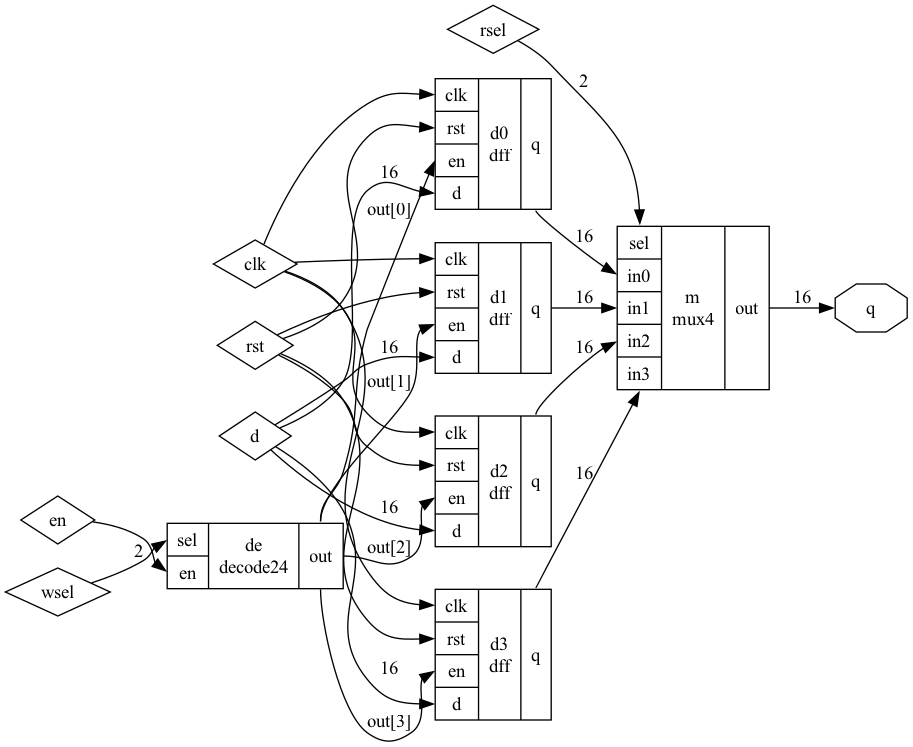 rsel
2
clk
rst
en
d
d0
dff
q
16
out[0]
16
clk
clk
rst
en
d
d1
dff
q
16
rst
16
out[1]
sel
in0
in1
in2
in3
m
mux4
out
16
q
16
d
clk
rst
en
d
d2
dff
q
16
out[2]
16
en
2
wsel
sel
en
de
decode24
out
clk
rst
en
d
d3
dff
q
16
out[3]